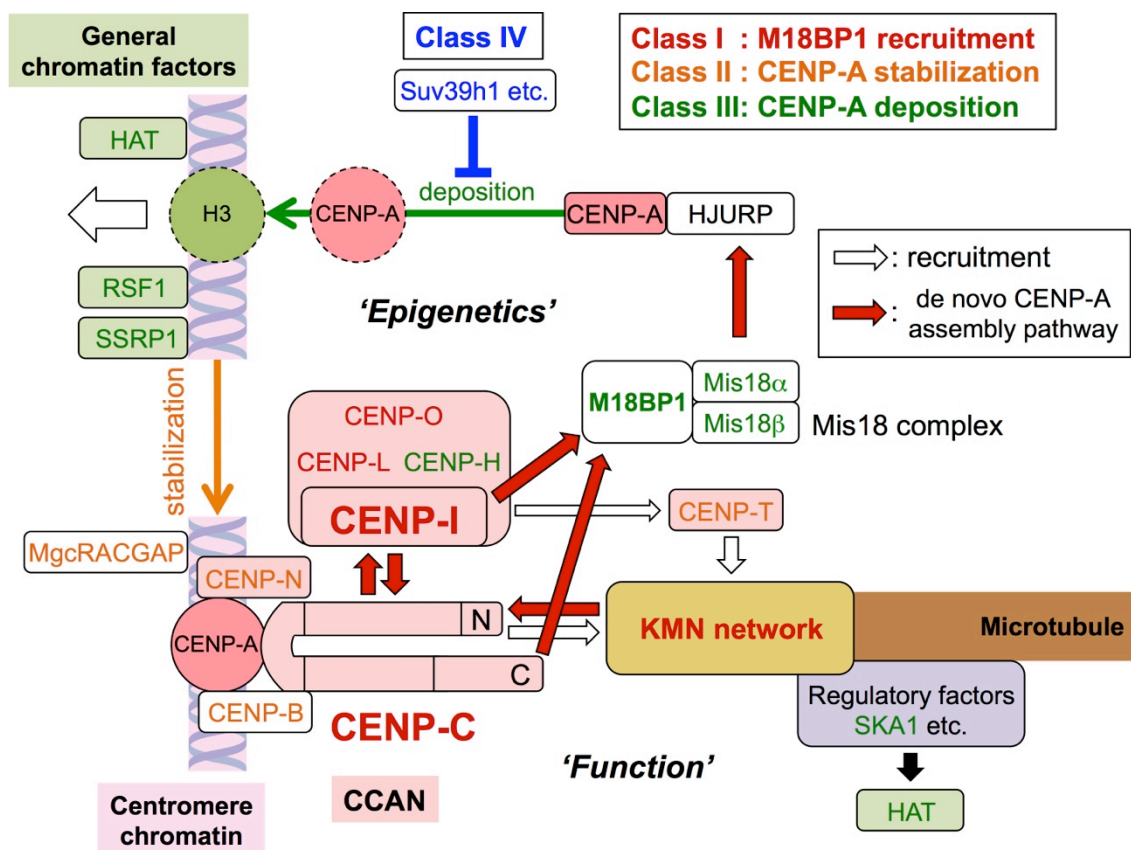 General
chromatin factors
Class IV
Suv39h1 etc.
Class I : M18BP1 recruitment
Class II : CENP-A stabilization
Class III: CENP-A deposition
HAT
H3
CENP-A
deposition
CENP-A
HJURP
: recruitment
: de novo CENP-A
assembly pathway
RSF1
SSRP1
'Epigenetics'
stabilization
M18BP1
Mis18α
Mis18β
Mis18 complex
CENP-O
CENP-L
CENP-H
CENP-I
CENP-T
MgcRACGAP
CENP-N
CENP-A
N
C
CENP-B
CENP-C
KMN network
Microtubule
Regulatory factors
SKA1 etc.
HAT
'Function'
CCAN
Centromere
chromatin